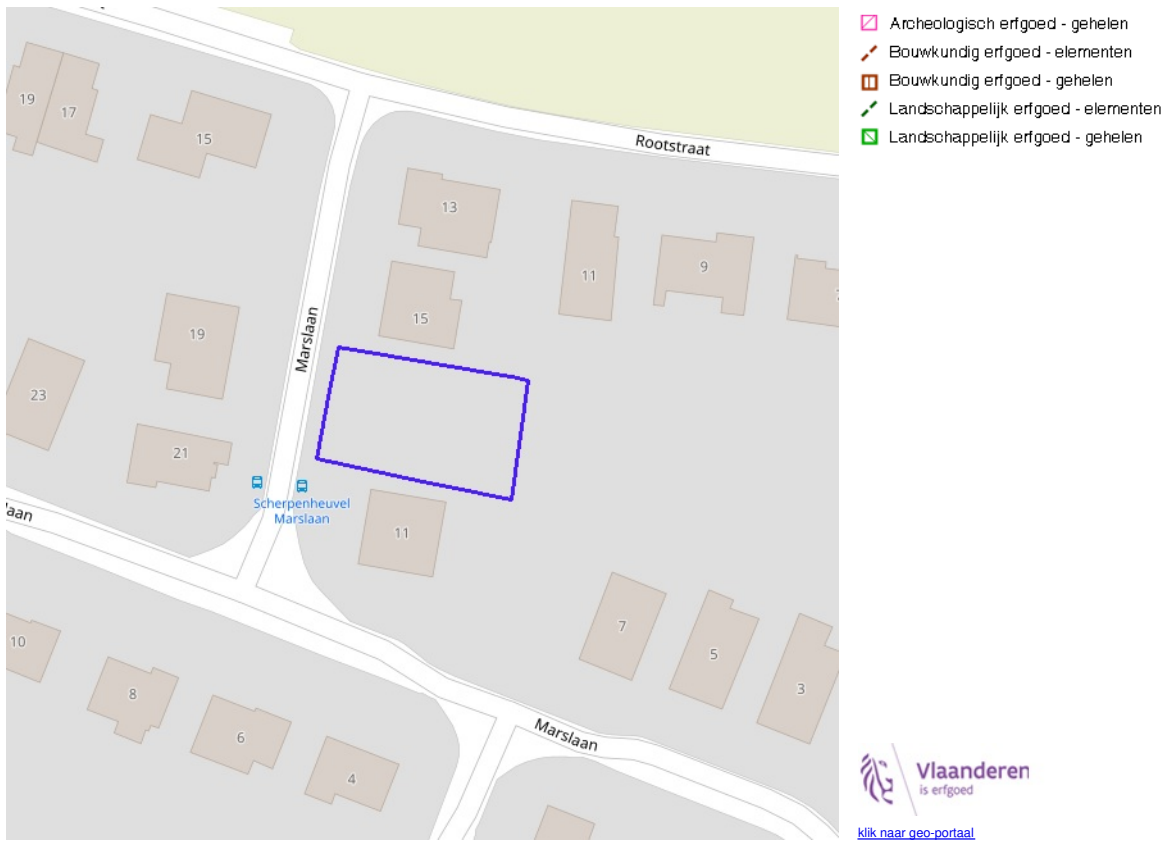 Archeologisch erfgoed - gehelen
Bouwkundig erfgoed - elementen
Bouwkundig erfgoed - gehelen
Landschappelijk erfgoed - elementen
Landschappelijk erfgoed - gehelen
Rootstraat
19
17
15
13
11
9
15
Marslaan
19
23
21
Scherpenheuvel
Marslaan
laan
11
7
5
3
10
8
6
4
Marslaan
Vlaanderen
is erfgoed
klik naar geo-portaal